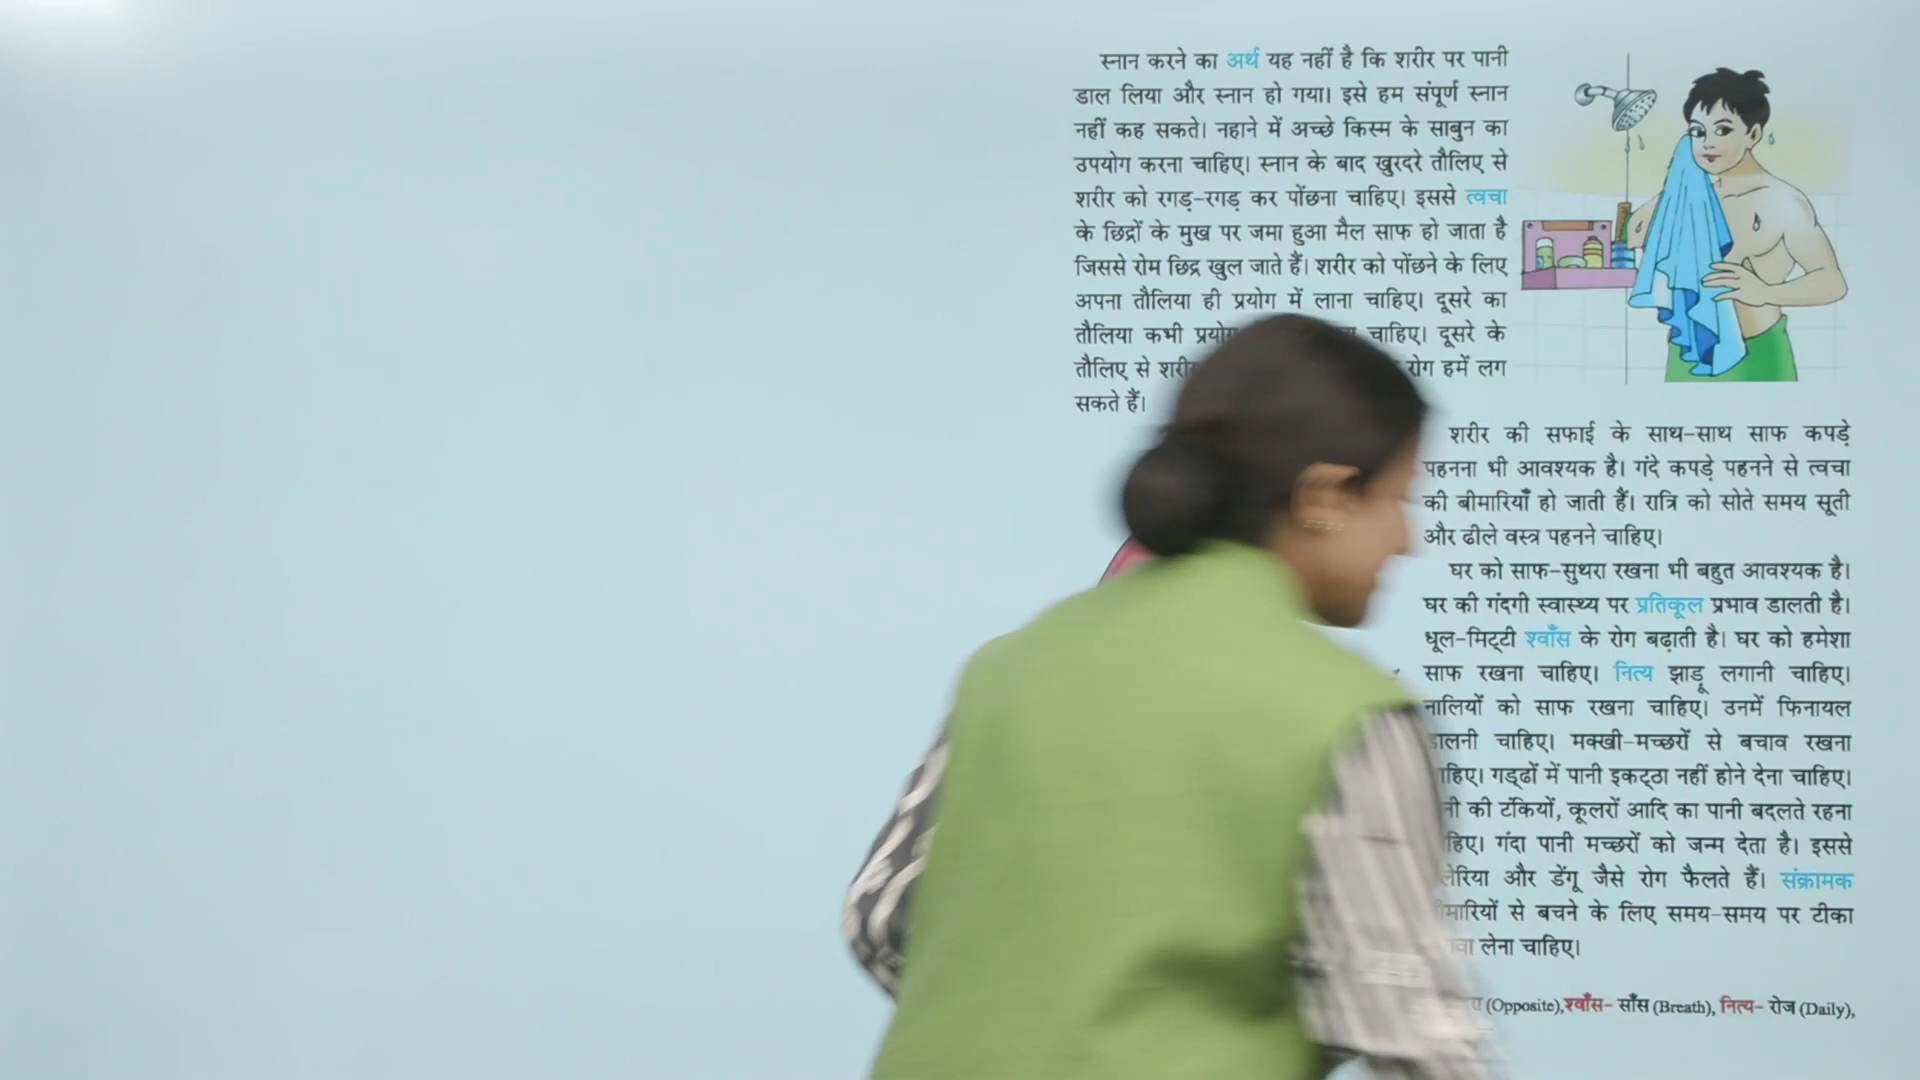 स्नान करने का अर्थ यह नहीं है कि शरीर पर पानी
डाल लिया और स्नान हो गया। इसे हम संपूर्ण स्नान
नहीं कह सकते। नहाने में अच्छे किस्म के साबुन का
उपयोग करना चाहिए। स्नान के बाद खुरदरे तौलिए से
शरीर को रगड़-रगड़ कर पोंछना चाहिए। इससे त्वचा
के छिद्रों के मुख पर जमा हुआ मैल साफ हो जाता है
जिससे रोम छिद्र खुल जाते हैं। शरीर को पोंछने के लिए
अपना तौलिया ही प्रयोग में लाना चाहिए। दूसरे का
तौलिया कभी चाहिए। दूसरे के
तौलिए से रोग हमें लग
सकते हैं।
शरीर की सफाई के साथ-साथ साफ कपड़े
पहनना भी आवश्यक है। गंदे कपड़े पहनने से त्वचा
की बीमारियाँ हो जाती हैं। रात्रि को सोते समय सूती
और ढीले वस्त्र पहनने चाहिए।
घर को साफ-सुथरा रखना भी बहुत आवश्यक है।
घर की गंदगी स्वास्थ्य पर प्रतिकूल प्रभाव डालती है।
धूल-मिट्टी श्वाँस के रोग बढ़ाती है। घर को हमेशा
साफ रखना चाहिए। नित्य झाड़ू लगानी चाहिए।
नालियों को साफ रखना चाहिए। उनमें फिनायल
चाहिए। मक्खी-मच्छरों से बचाव रखना
गड्ढों में पानी इकट्ठा नहीं होने देना चाहिए।
की टंकियों, कूलरों आदि का पानी बदलते रहना
गंदा पानी मच्छरों को जन्म देता है। इससे
और डेंगू जैसे रोग फैलते हैं। संक्रामक
से बचने के लिए समय-समय पर टीका
लेना चाहिए।
(Opposite), श्वाँस- साँस (Breath), नित्य- रोज (Daily),